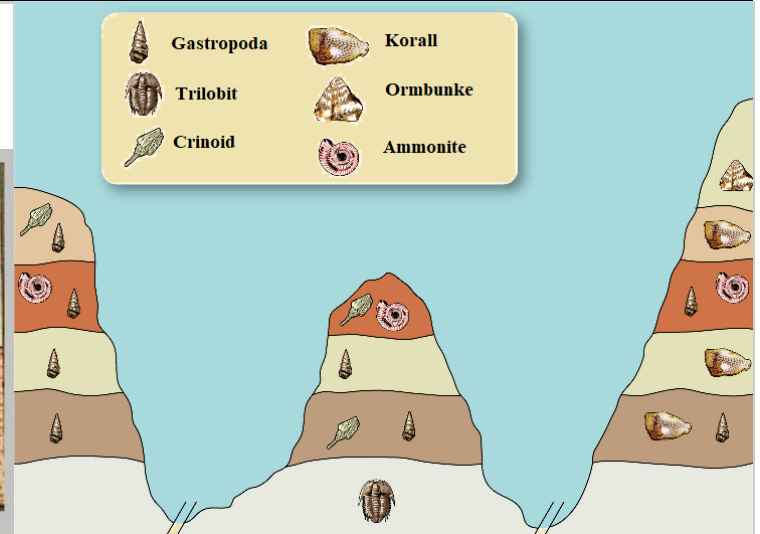 Gastropoda
Korall
Trilobit
Ormbunke
Crinoid
Ammonite